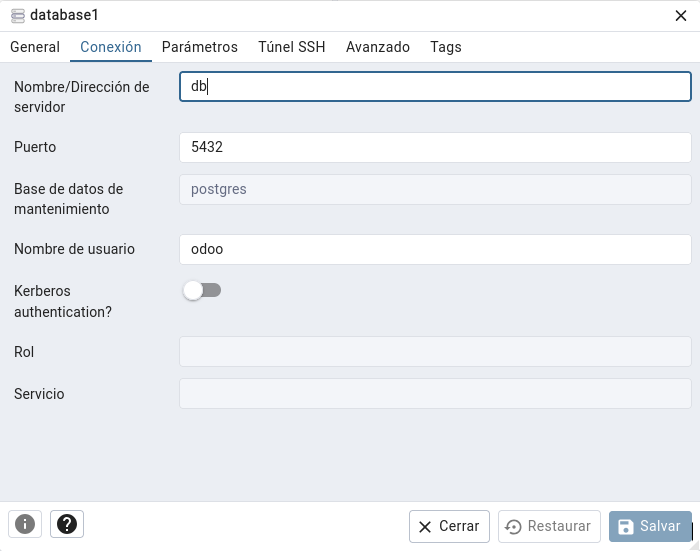 database1
General Conexión Parámetros Túnel SSH Avanzado Tags
Nombre/Dirección de
servidor
db
Puerto
5432
Base de datos de
mantenimiento
postgres
Nombre de usuario
odoo
Kerberos
authentication?
Rol
Servicio
Cerrar Restaurar Salvar